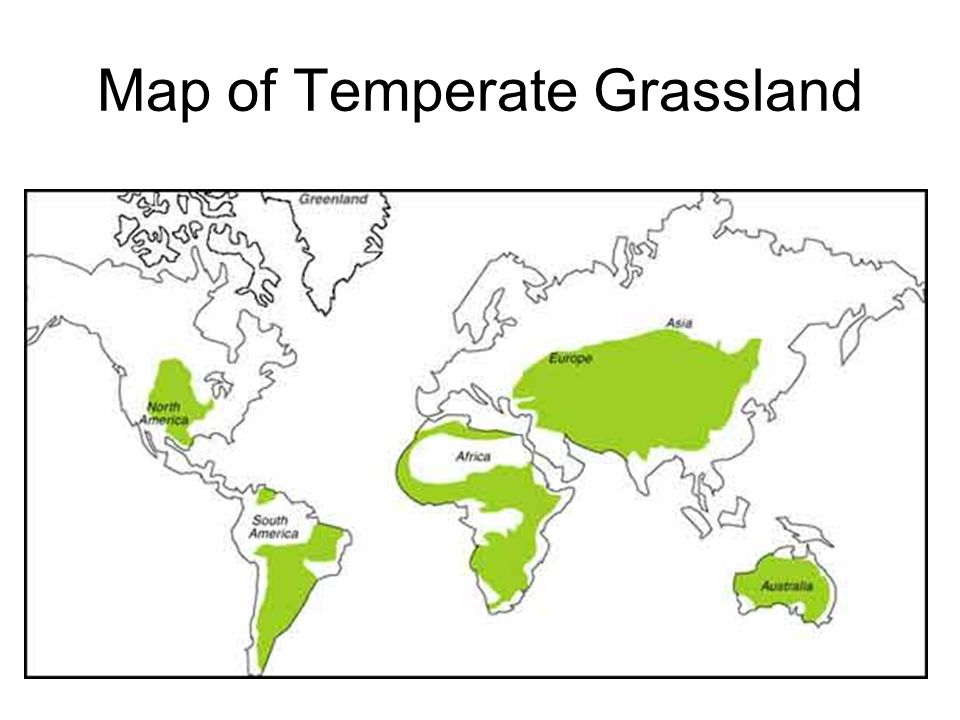 Map of Temperate Grassland
Greenland
Asia
Europe
North
America
Africa
South
America
Australia